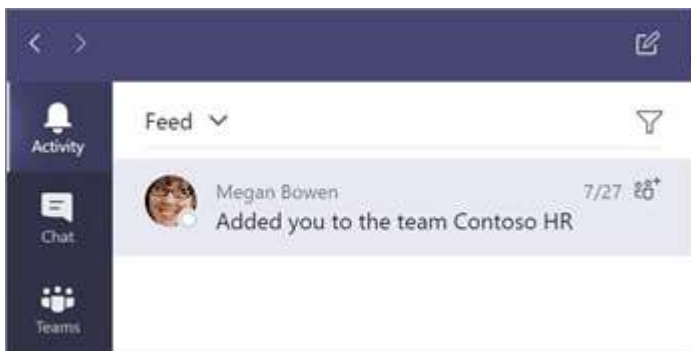 Activity
Feed
Megan Bowen 7/27
Added you to the team Contoso HR
Chat
Teams